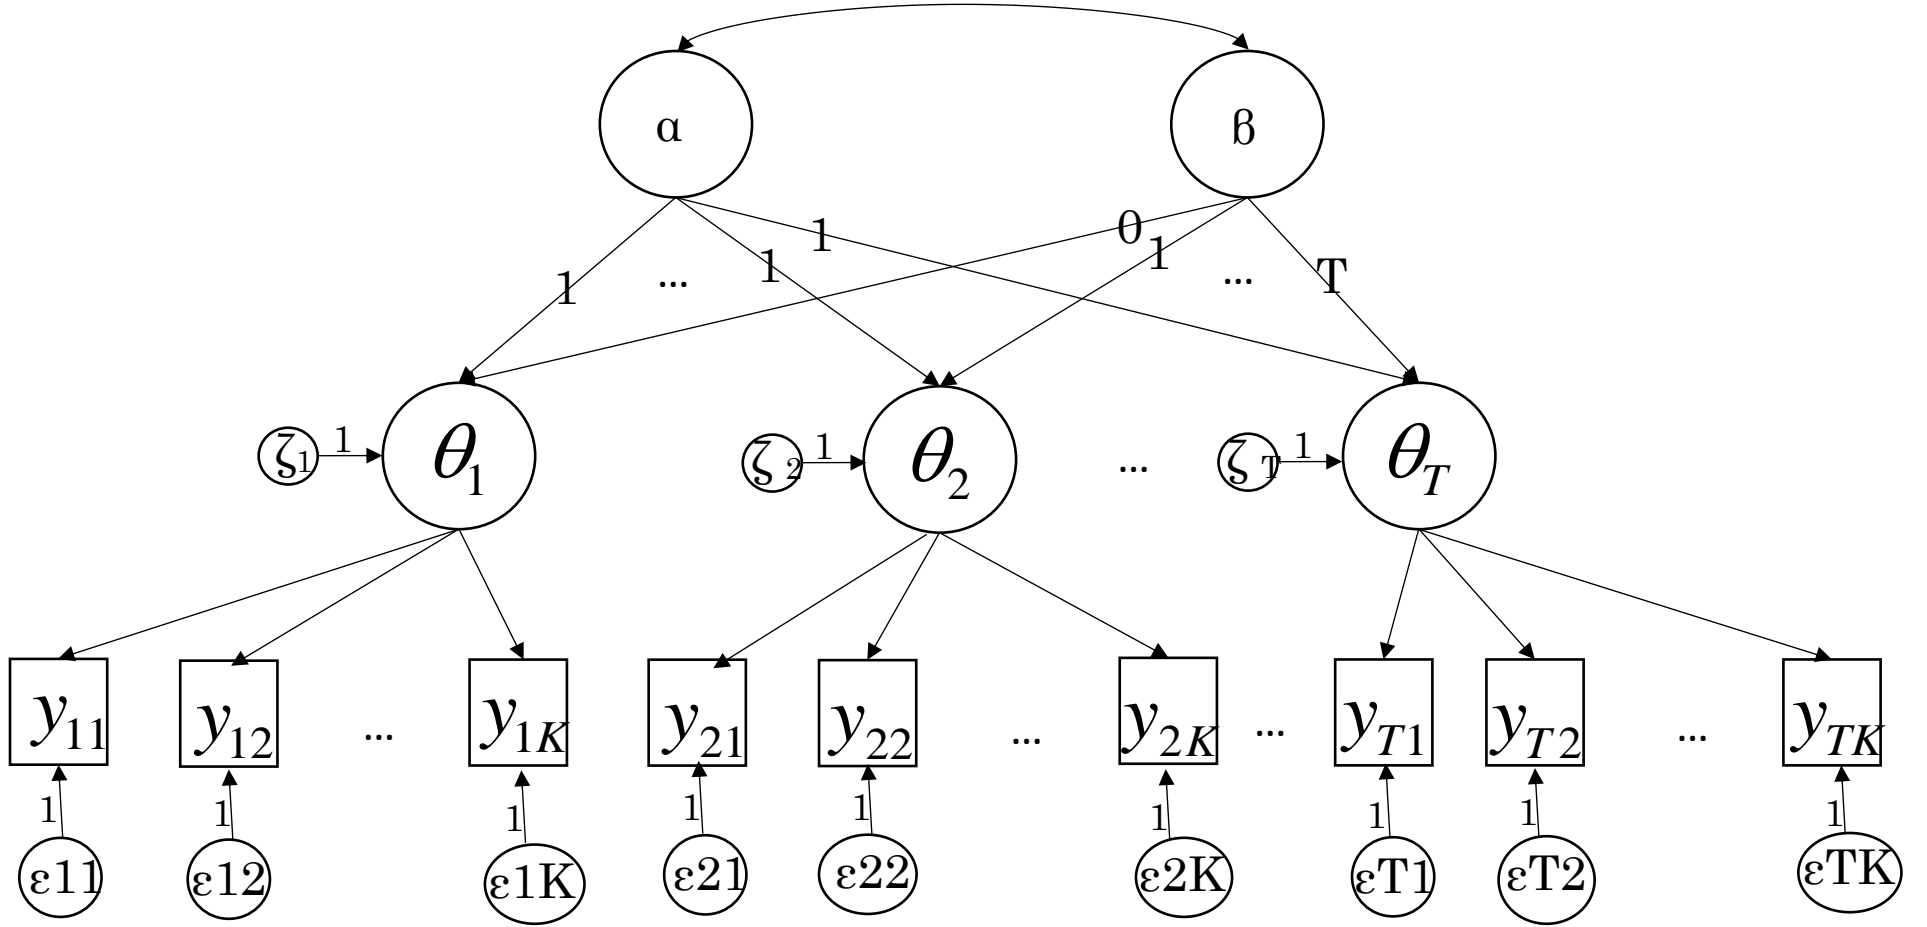 α β
1 ... 1 1 0 1 ... T
ζ1 1 θ1 ζ2 1 θ2 ... ζT 1 θT
y11 y12 ... y1K y21 y22 ... y2K ... yT1 yT2 ... yTK
1 1 1 1 1 1 1 1 1
ε11 ε12 ε1K ε21 ε22 ε2K εT1 εT2 εTK